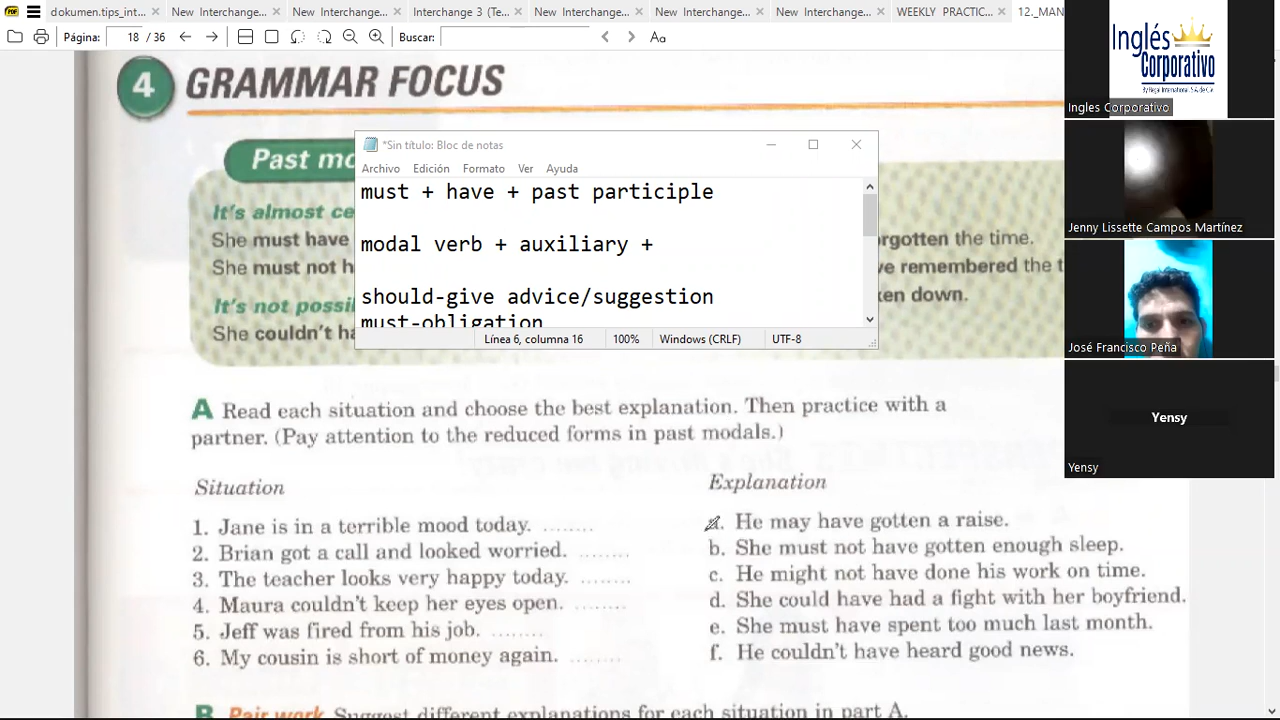 dokumen.tips_int...
New Interchange...
New Interchange...
Interchange 3 (Te...
New Interchange...
New Interchange...
New Interchange...
WEEKLY PRACTIC...
12._MAN
Página: 18 / 36
Buscar:
Aα
4 GRAMMAR FOCUS
*Sin título: Bloc de notas
Archivo Edición Formato Ver Ayuda
must + have + past participle
modal verb + auxiliary +
should-give advice/suggestion
must-obligation
Línea 6, columna 16 100% Windows (CRLF) UTF-8
Past mo
It's almost ce
She must have rgotten the time.
She must not h ve remembered the t
It's not possi
She couldn't ha ken down.
A Read each situation and choose the best explanation. Then practice with a
partner. (Pay attention to the reduced forms in past modals.)
Situation
1. Jane is in a terrible mood today. ........
2. Brian got a call and looked worried. ........
3. The teacher looks very happy today. ........
4. Maura couldn't keep her eyes open. ........
5. Jeff was fired from his job. ........
6. My cousin is short of money again. ........
Explanation
a. He may have gotten a raise.
b. She must not have gotten enough sleep.
c. He might not have done his work on time.
d. She could have had a fight with her boyfriend.
e. She must have spent too much last month.
f. He couldn't have heard good news.
B Pair work Suggest different explanations for each situation in part A.
Inglés
Corporativo
Ingles Corporativo
Jenny Lissette Campos Martínez
José Francisco Peña
Yensy
Yensy